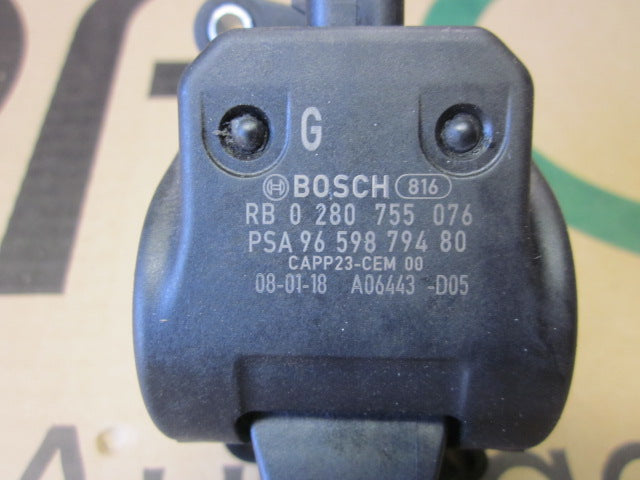 G
BOSCH 816
RB 0 280 755 076
PSA 96 598 794 80
CAPP23-CEM 00
08-01-18 A06443 -D05